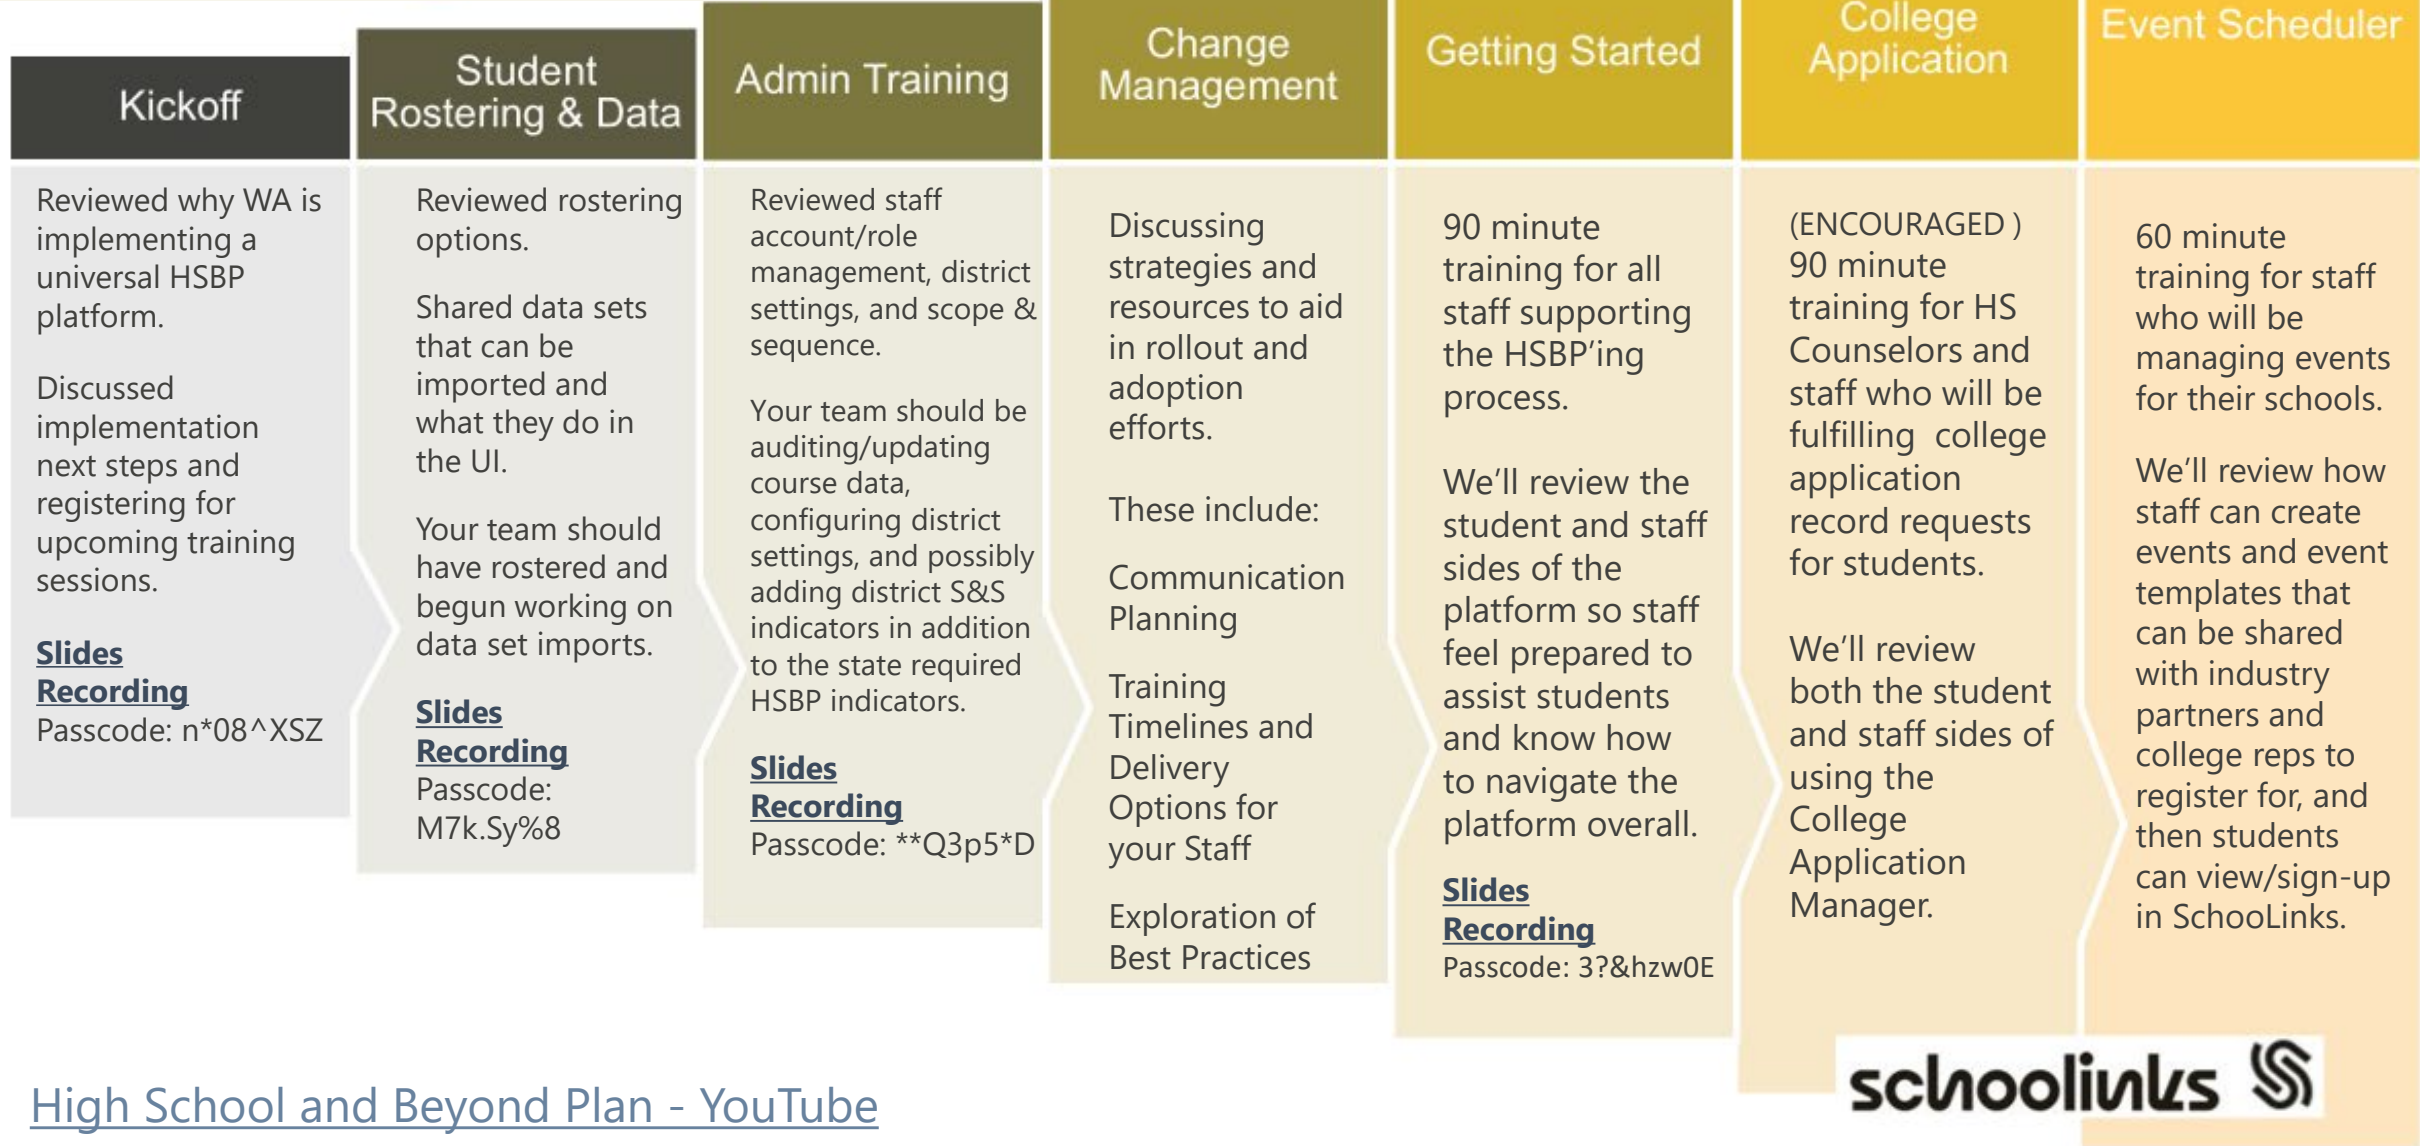 Kickoff
Reviewed why WA is
implementing a
universal HSBP
platform.
Discussed
implementation
next steps and
registering for
upcoming training
sessions.
Slides
Recording
Passcode: n*08^XSZ
Student
Rostering & Data
Reviewed rostering
options.
Shared data sets
that can be
imported and
what they do in
the UI.
Your team should
have rostered and
begun working on
data set imports.
Slides
Recording
Passcode:
M7k.Sy%8
Admin Training
Reviewed staff
account/role
management, district
settings, and scope &
sequence.
Your team should be
auditing/updating
course data,
configuring district
settings, and possibly
adding district S&S
indicators in addition
to the state required
HSBP indicators.
Slides
Recording
Passcode: **Q3p5*D
Change
Management
Discussing
strategies and
resources to aid
in rollout and
adoption
efforts.
These include:
Communication
Planning
Training
Timelines and
Delivery
Options for
your Staff
Exploration of
Best Practices
Getting Started
90 minute
training for all
staff supporting
the HSBP’ing
process.
We’ll review the
student and staff
sides of the
platform so staff
feel prepared to
assist students
and know how
to navigate the
platform overall.
Slides
Recording
Passcode: 3?&hzw0E
College
Application
(ENCOURAGED )
90 minute
training for HS
Counselors and
staff who will be
fulfilling college
application
record requests
for students.
We’ll review
both the student
and staff sides of
using the
College
Application
Manager.
Event Scheduler
60 minute
training for staff
who will be
managing events
for their schools.
We’ll review how
staff can create
events and event
templates that
can be shared
with industry
partners and
college reps to
register for, and
then students
can view/sign-up
in SchooLinks.
High School and Beyond Plan - YouTube
schoolinks